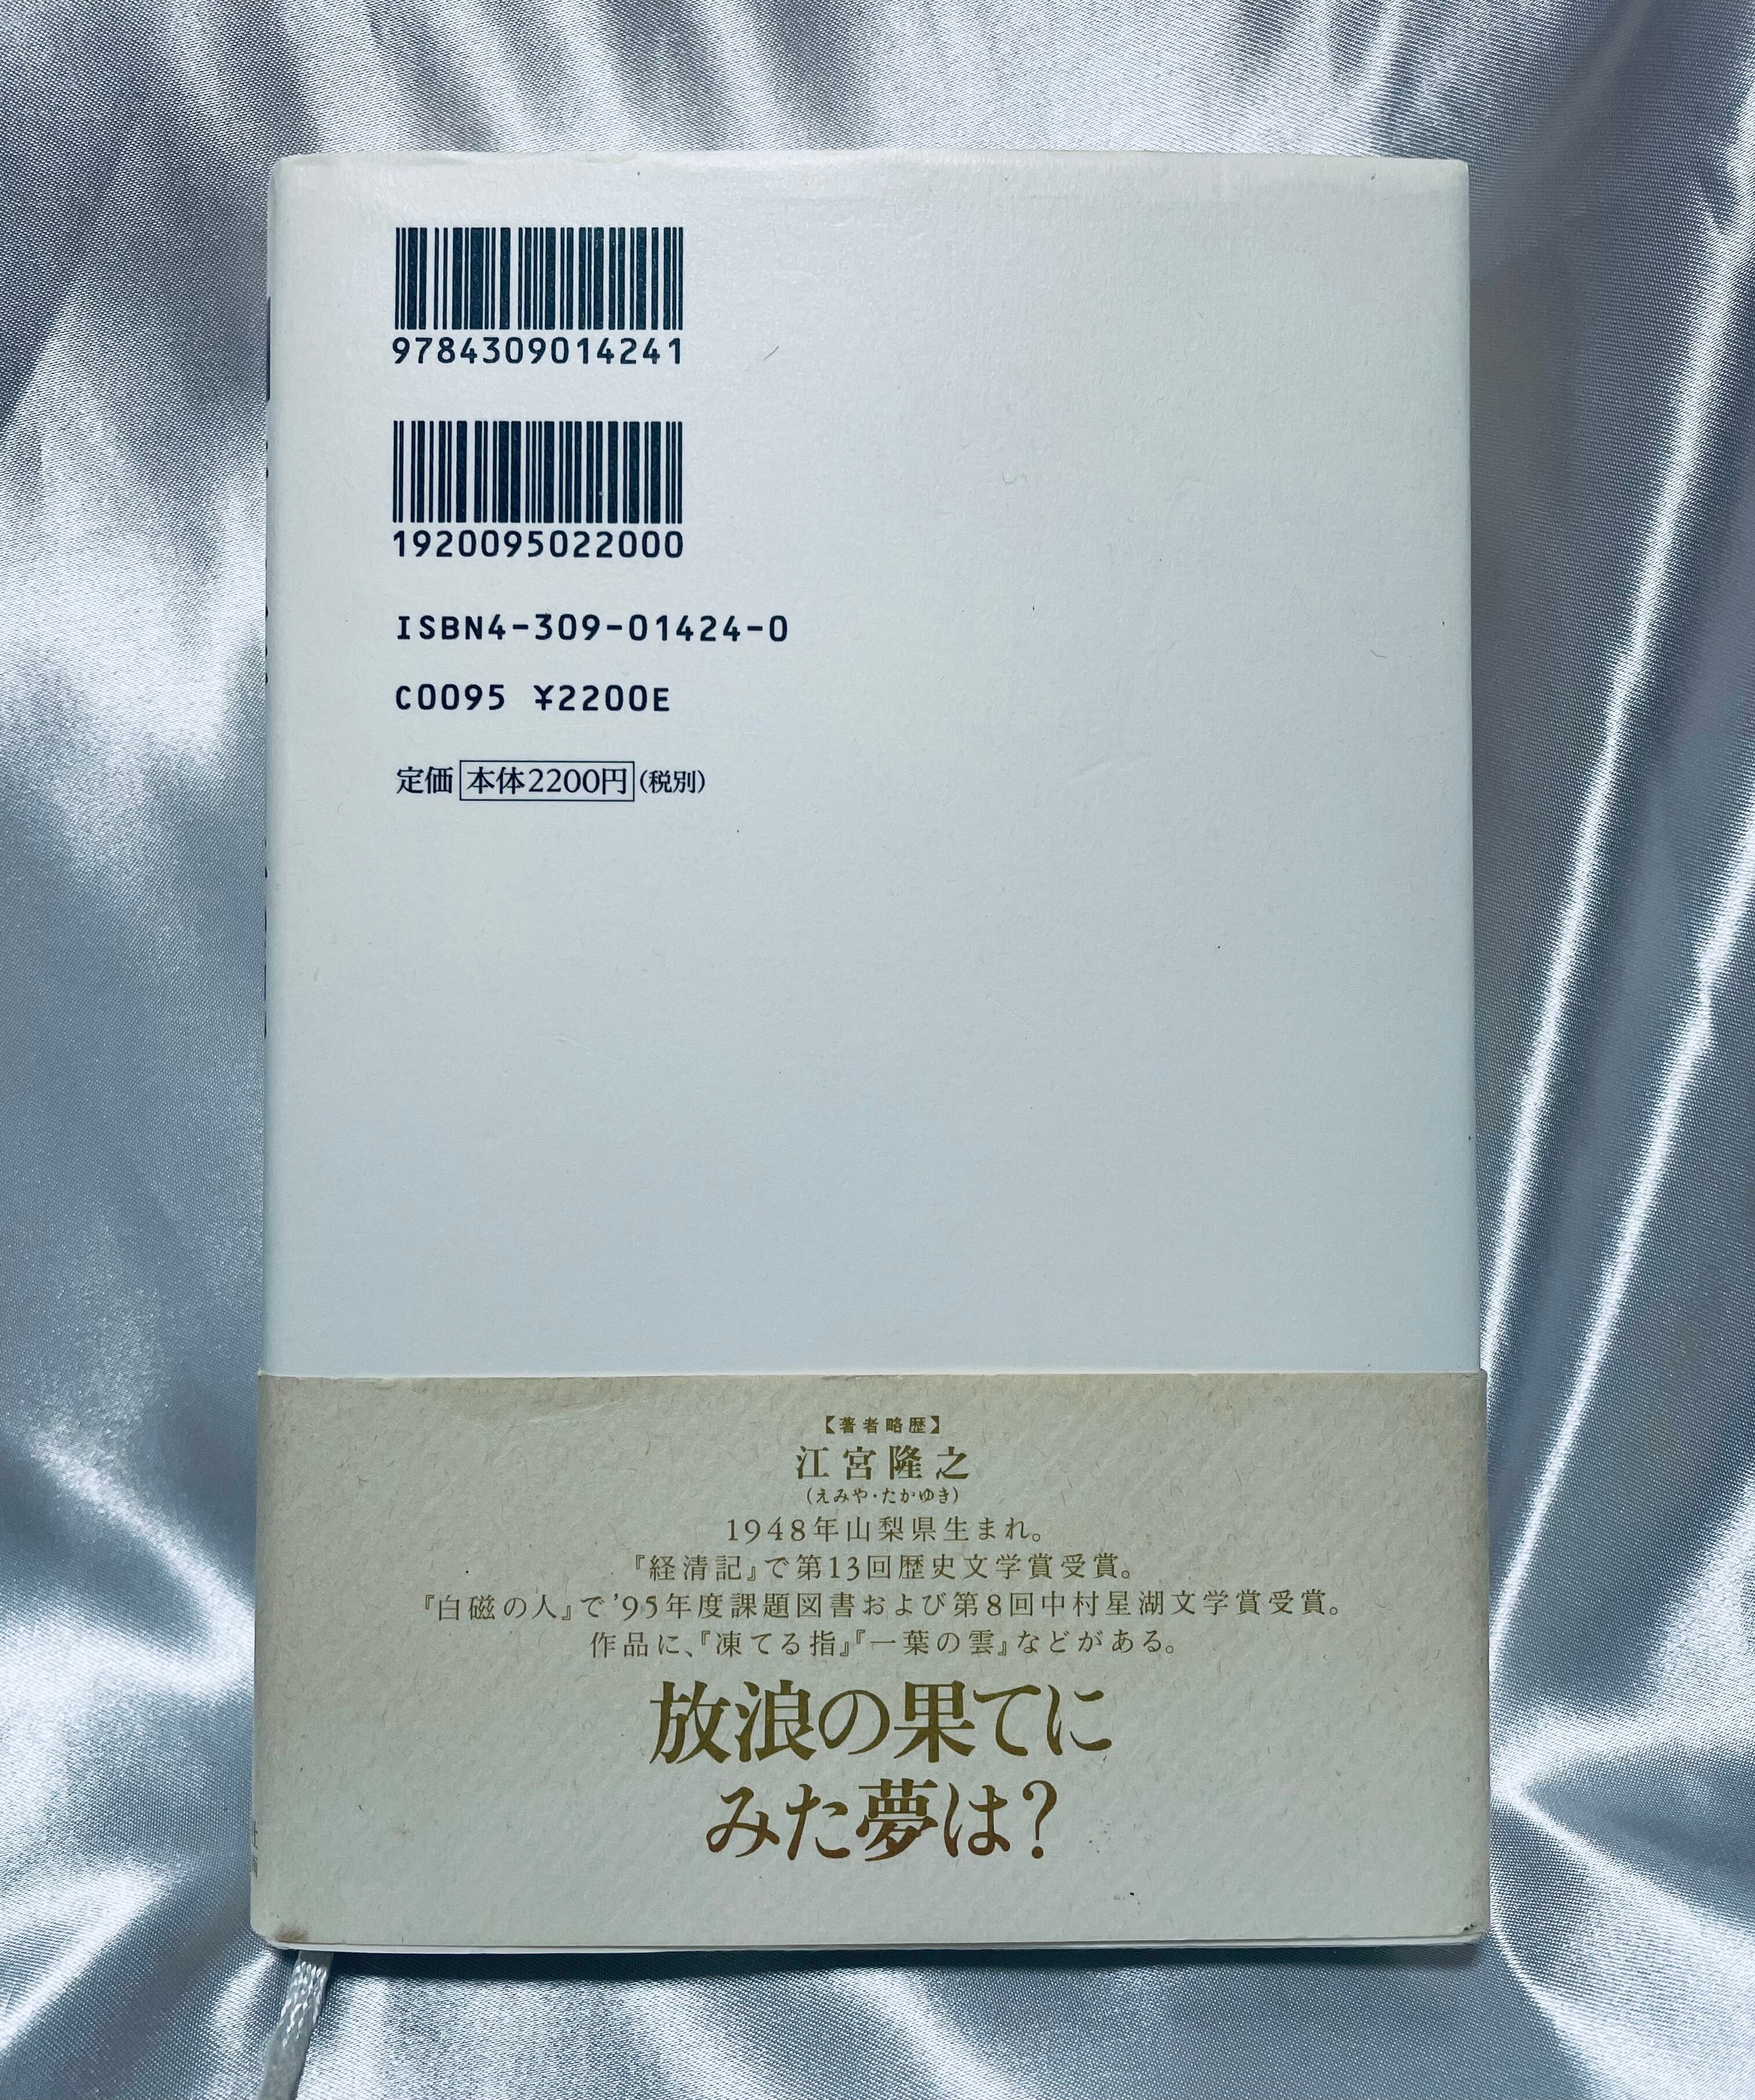 9784309014241
1920095022000
ISBN4-309-01424-0
C0095 ¥2200E
定価 本体2200円(税別)
【著者略歴】
江宮隆之
(えみや・たかゆき)
1948年山梨県生まれ。
『経清記』で第13回歴史文学賞受賞。
『白磁の人』で'95年度課題図書および第8回中村星湖文学賞受賞。
作品に、『凍てる指』『一葉の雲』などがある。
放浪の果てに
みた夢は?